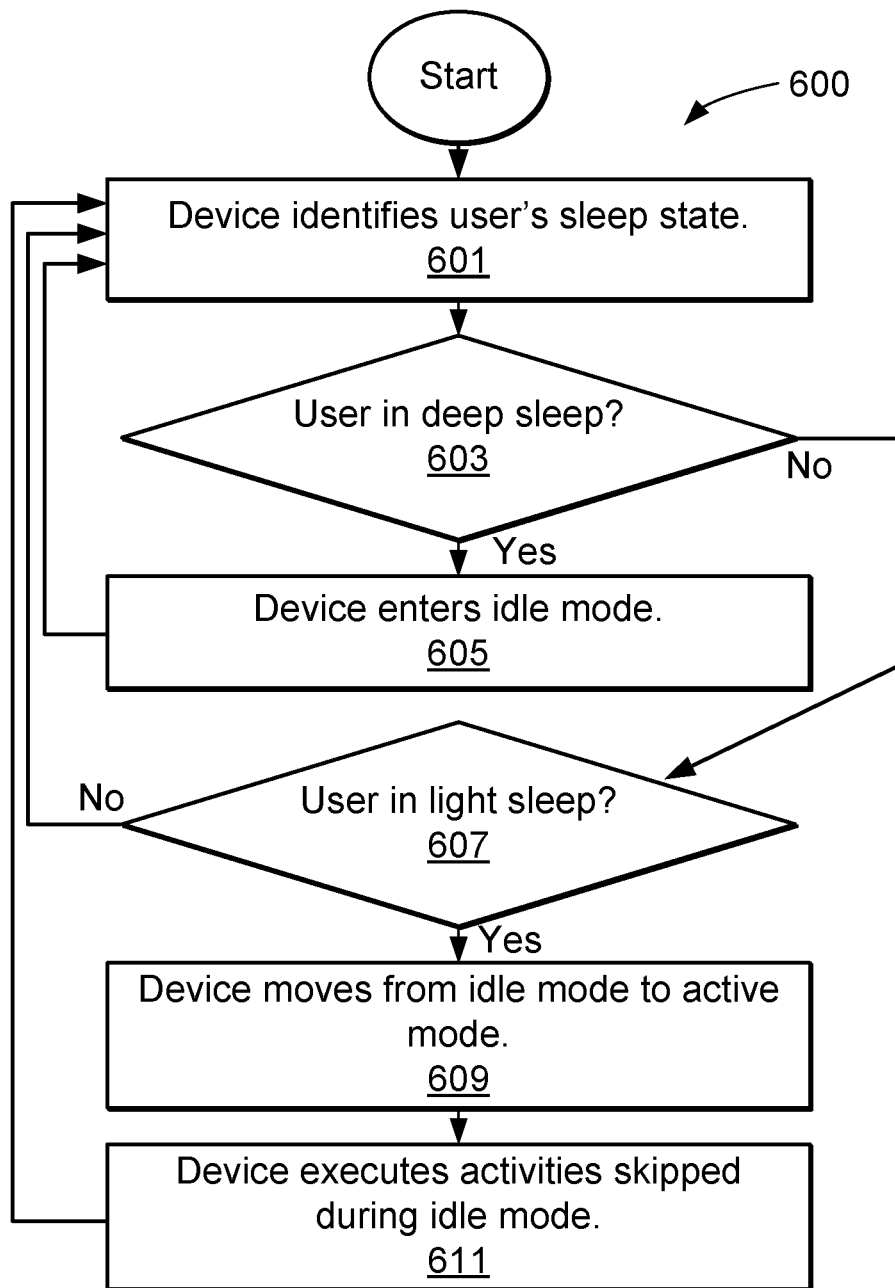 Start
600
Device identifies user's sleep state.
601
User in deep sleep?
603
No
Yes
Device enters idle mode.
605
No
User in light sleep?
607
Yes
Device moves from idle mode to active
mode.
609
Device executes activities skipped
during idle mode.
611